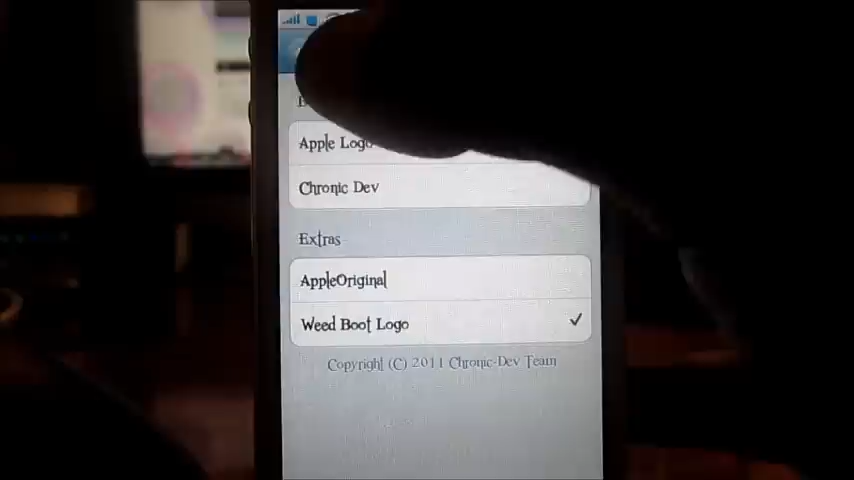 Apple Logo
Chronic Dev
Extras
AppleOriginal
Weed Boot Logo
Copyright (C) 2011 Chronic-Dev Team